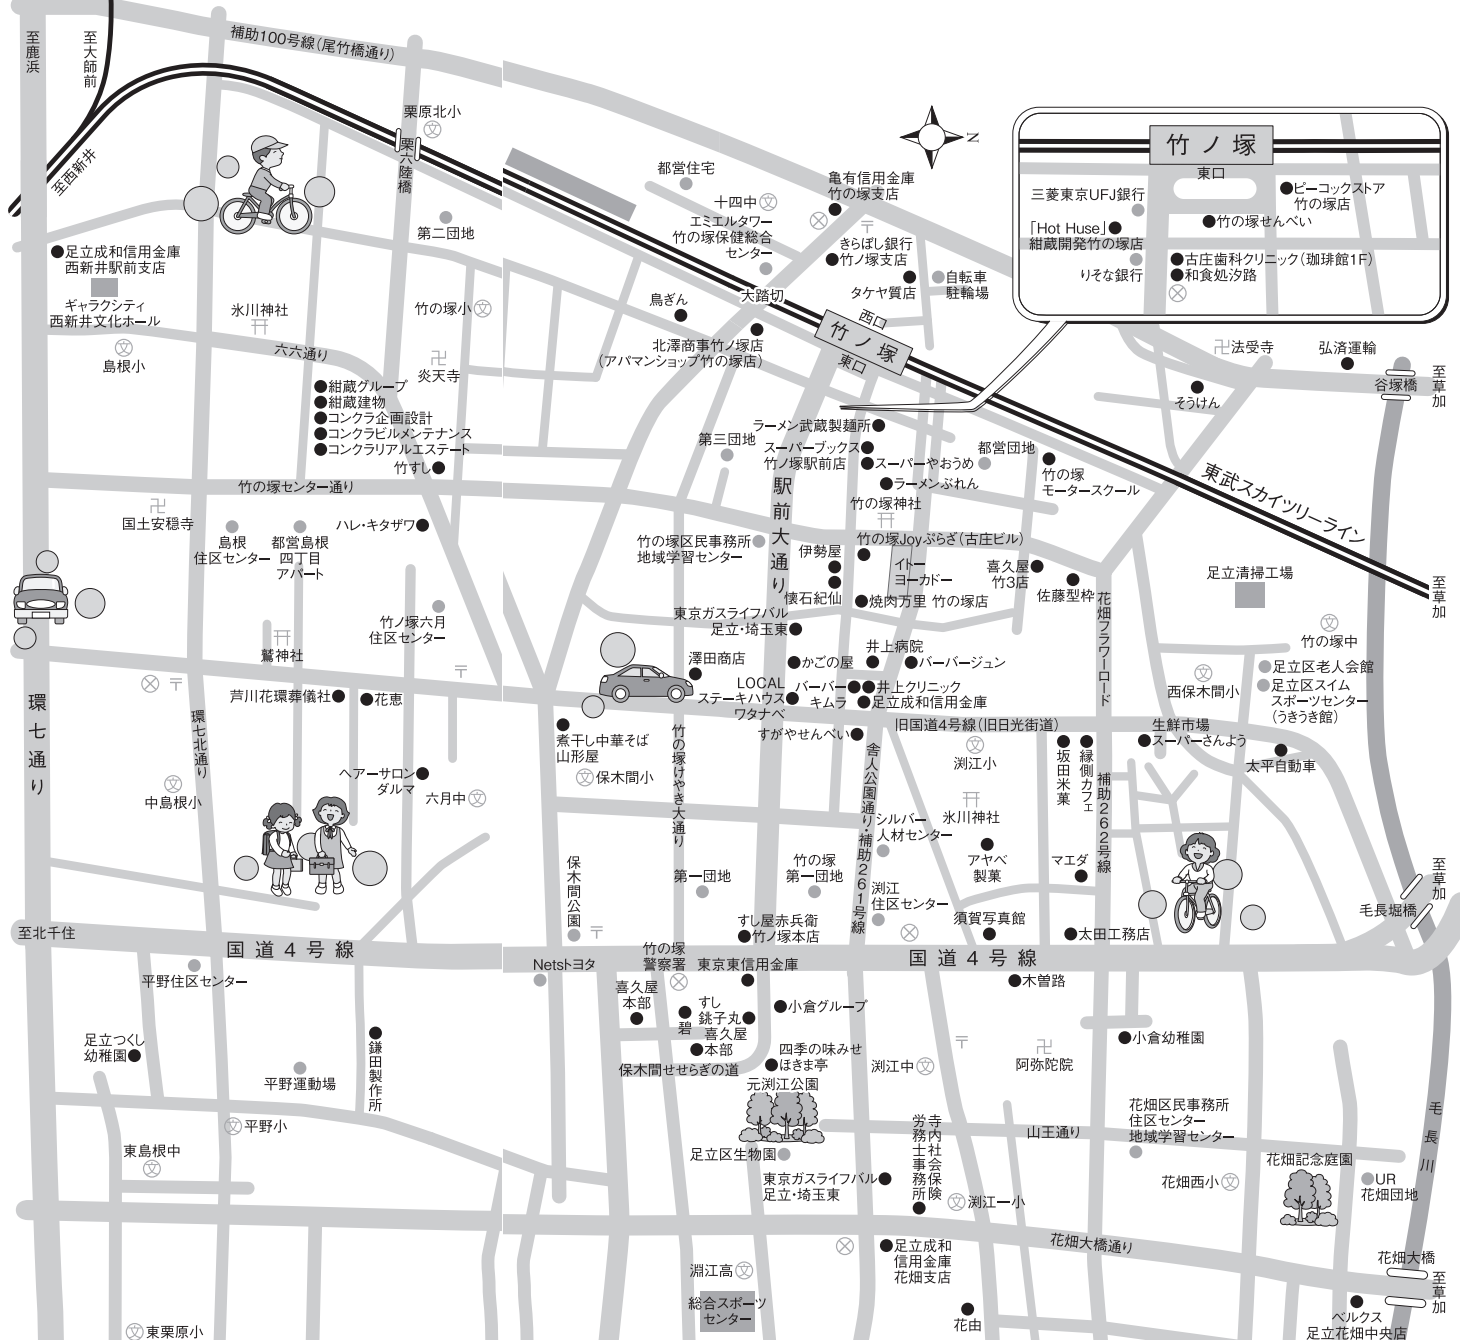 至鹿浜
至大師前
補助100号線（尾竹橋通り）
至西新井
栗原北小
文
栗六陸橋
第二団地
足立成和信用金庫
西新井駅前支店
ギャラクシティ
西新井文化ホール
氷川神社
竹の塚小
文
文
島根小
六六通り
卍
炎天寺
紺蔵グループ
紺蔵建物
コンクラ企画設計
コンクラビルメンテナンス
コンクラリアルエステート
竹すし
竹の塚センター通り
卍
国土安穏寺
島根
住区センター
都営島根
四丁目
アパート
ハレ・キタザワ
竹ノ塚六月
住区センター
鷲神社
〒
〒
芦川花環葬儀社
花恵
環七通り
環七北通り
ヘアーサロン
ダルマ
文
中島根小
六月中
文
至北千住
国道4号線
平野住区センター
足立つくし
幼稚園
鎌田製作所
平野運動場
文
平野小
東島根中
文
文
東栗原小
N
都営住宅
十四中
文
エミエルタワー
竹の塚保健総合
センター
亀有信用金庫
竹の塚支店
〒
きらぼし銀行
竹ノ塚支店
タケヤ質店
自転車
駐輪場
大踏切
鳥ぎん
北澤商事竹ノ塚店
（アパマンショップ竹の塚店）
西口
竹ノ塚
東口
竹ノ塚
東口
三菱東京UFJ銀行
ピーコックストア
竹の塚店
竹の塚せんべい
「Hot Huse」
紺蔵開発竹の塚店
りそな銀行
古庄歯科クリニック（珈琲館1F）
和食処汐路
卍
法受寺
弘済運輸
至草加
谷塚橋
そうけん
ラーメン武蔵製麺所
スーパーブックス
竹ノ塚駅前店
スーパーやおうめ
ラーメンぶれん
第三団地
都営団地
竹の塚
モータースクール
東武スカイツリーライン
竹の塚神社
駅前大通り
竹の塚区民事務所
地域学習センター
竹の塚Joyぷらざ（古庄ビル）
伊勢屋
イトー
ヨーカドー
喜久屋
竹3店
懐石紀仙
焼肉万里 竹の塚店
佐藤型枠
足立清掃工場
至草加
東京ガスライフバル
足立・埼玉東
花畑フラワーロード
文
竹の塚中
澤田商店
かごの屋
井上病院
バーバージュン
LOCAL
ステーキハウス
ワタナベ
バーバー
キムラ
井上クリニック
足立成和信用金庫
文
西保木間小
足立区老人会館
足立区スイム
スポーツセンター
（うきうき館）
旧国道4号線（旧日光街道）
すがやせんべい
煮干し中華そば
山形屋
文
保木間小
竹の塚けやき大通り
舎人公園通り・補助261号線
文
渕江小
坂田米菓
縁側カフェ
補助262号線
生鮮市場
スーパーさんよう
太平自動車
シルバー
人材センター
氷川神社
アヤベ
製菓
マエダ
保木間公園
〒
第一団地
竹の塚
第一団地
渕江
住区センター
須賀写真館
太田工務店
至草加
毛長堀橋
すし屋赤兵衛
竹ノ塚本店
国道4号線
Netsトヨタ
竹の塚
警察署
東京東信用金庫
木曽路
喜久屋
本部
すし
銚子丸
碧
喜久屋
本部
小倉グループ
四季の味みせ
ほきま亭
保木間せせらぎの道
元渕江公園
渕江中
文
〒
卍
阿弥陀院
小倉幼稚園
足立区生物園
東京ガスライフバル
足立・埼玉東
寺内社会保険
労務士事務所
文
渕江一小
山王通り
花畑区民事務所
住区センター
地域学習センター
花畑西小
文
花畑記念庭園
UR
花畑団地
毛長川
花畑大橋通り
足立成和
信用金庫
花畑支店
淵江高
文
総合スポーツ
センター
花由
花畑大橋
至草加
ベルクス
足立花畑中央店